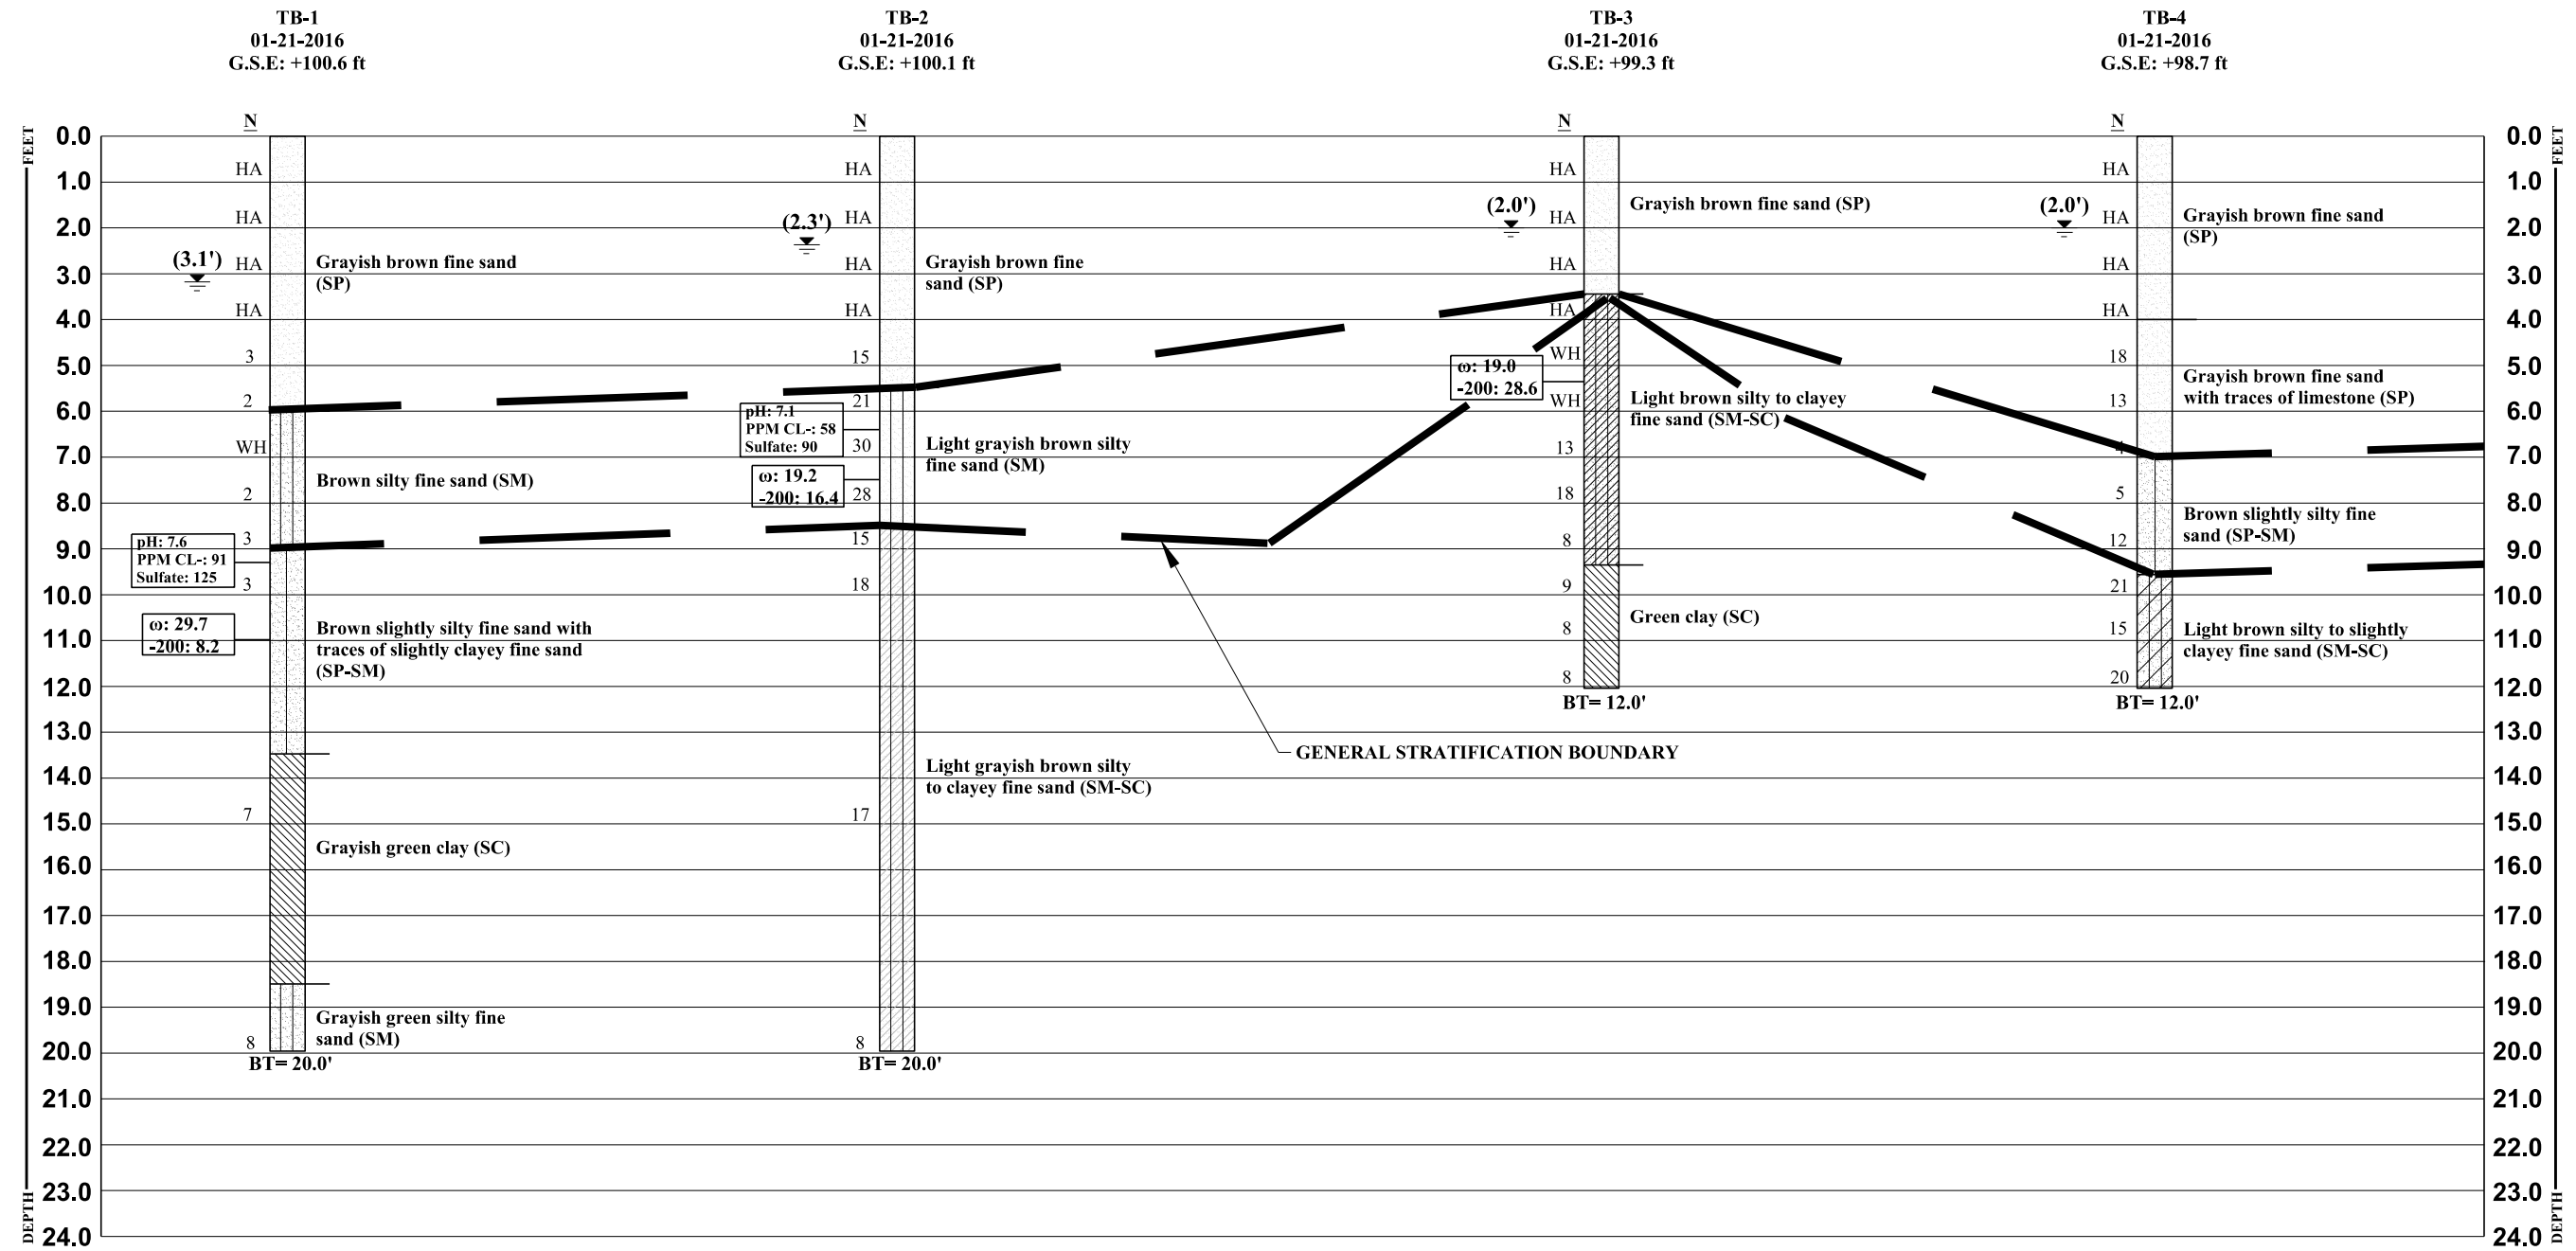 TB-1
01-21-2016
G.S.E: +100.6 ft
TB-2
01-21-2016
G.S.E: +100.1 ft
TB-3
01-21-2016
G.S.E: +99.3 ft
TB-4
01-21-2016
G.S.E: +98.7 ft
FEET
DEPTH
0.0
1.0
2.0
3.0
4.0
5.0
6.0
7.0
8.0
9.0
10.0
11.0
12.0
13.0
14.0
15.0
16.0
17.0
18.0
19.0
20.0
21.0
22.0
23.0
24.0
N
HA
HA
(3.1')
HA
HA
3
2
WH
2
3
3
7
8
Grayish brown fine sand
(SP)
Brown silty fine sand (SM)
pH: 7.6
PPM CL-: 91
Sulfate: 125
ω: 29.7
-200: 8.2
Brown slightly silty fine sand with
traces of slightly clayey fine sand
(SP-SM)
Grayish green clay (SC)
Grayish green silty fine
sand (SM)
BT= 20.0'
N
HA
HA
(2.3')
HA
HA
15
21
30
28
15
18
17
8
Grayish brown fine
sand (SP)
pH: 7.1
PPM CL-: 58
Sulfate: 90
ω: 19.2
-200: 16.4
Light grayish brown silty
fine sand (SM)
Light grayish brown silty
to clayey fine sand (SM-SC)
BT= 20.0'
GENERAL STRATIFICATION BOUNDARY
N
HA
(2.0')
HA
HA
HA
WH
WH
13
18
8
9
8
8
Grayish brown fine sand (SP)
ω: 19.0
-200: 28.6
Light brown silty to clayey
fine sand (SM-SC)
Green clay (SC)
BT= 12.0'
N
HA
(2.0')
HA
HA
HA
18
13
4
5
12
21
15
20
Grayish brown fine sand
(SP)
Grayish brown fine sand
with traces of limestone (SP)
Brown slightly silty fine
sand (SP-SM)
Light brown silty to slightly
clayey fine sand (SM-SC)
BT= 12.0'
0.0
1.0
2.0
3.0
4.0
5.0
6.0
7.0
8.0
9.0
10.0
11.0
12.0
13.0
14.0
15.0
16.0
17.0
18.0
19.0
20.0
21.0
22.0
23.0
24.0
FEET
DEPTH